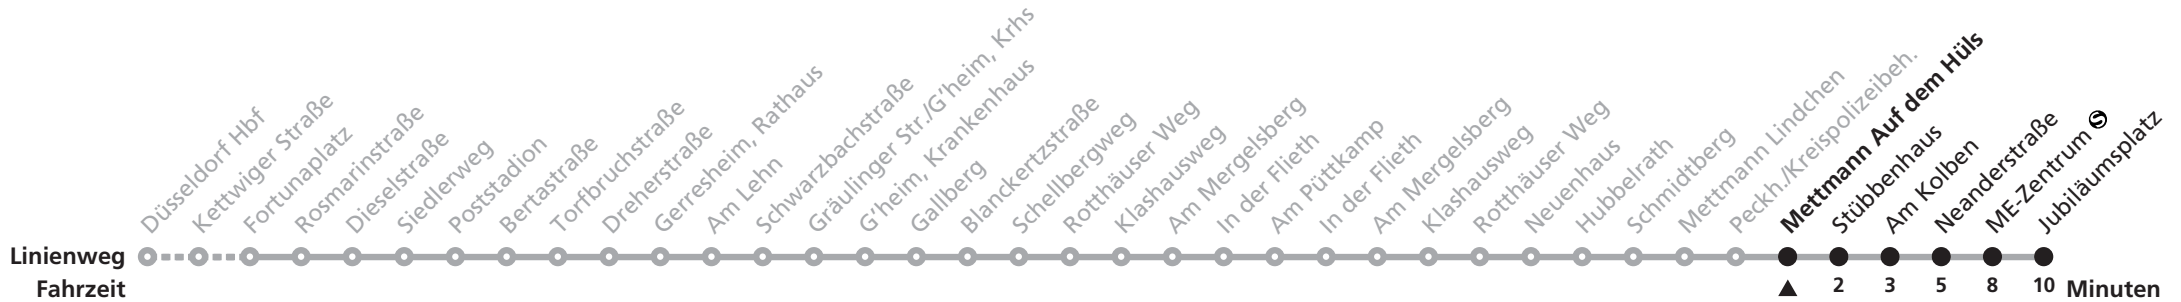 Düsseldorf Hbf
Kettwiger Straße
Fortunaplatz
Rosmarinstraße
Dieselstraße
Siedlerweg
Poststadion
Bertastraße
Torfbruchstraße
Dreherstraße
Gerresheim, Rathaus
Am Lehn
Schwarzbachstraße
Gräulinger Str./G'heim, Krhs
G'heim, Krankenhaus
Gallberg
Blanckertzstraße
Schellbergweg
Rotthäuser Weg
Klashausweg
Am Mergelsberg
In der Flieth
Am Püttkamp
In der Flieth
Am Mergelsberg
Klashausweg
Rotthäuser Weg
Neuenhaus
Hubbelrath
Schmidtberg
Mettmann Lindchen
Peckh./Kreispolizeibeh.
Mettmann Auf dem Hüls
Stübbenhaus
Am Kolben
Neanderstraße
ME-Zentrum S
Jubiläumsplatz
Linienweg
Fahrzeit 2 3 5 8 10 Minuten